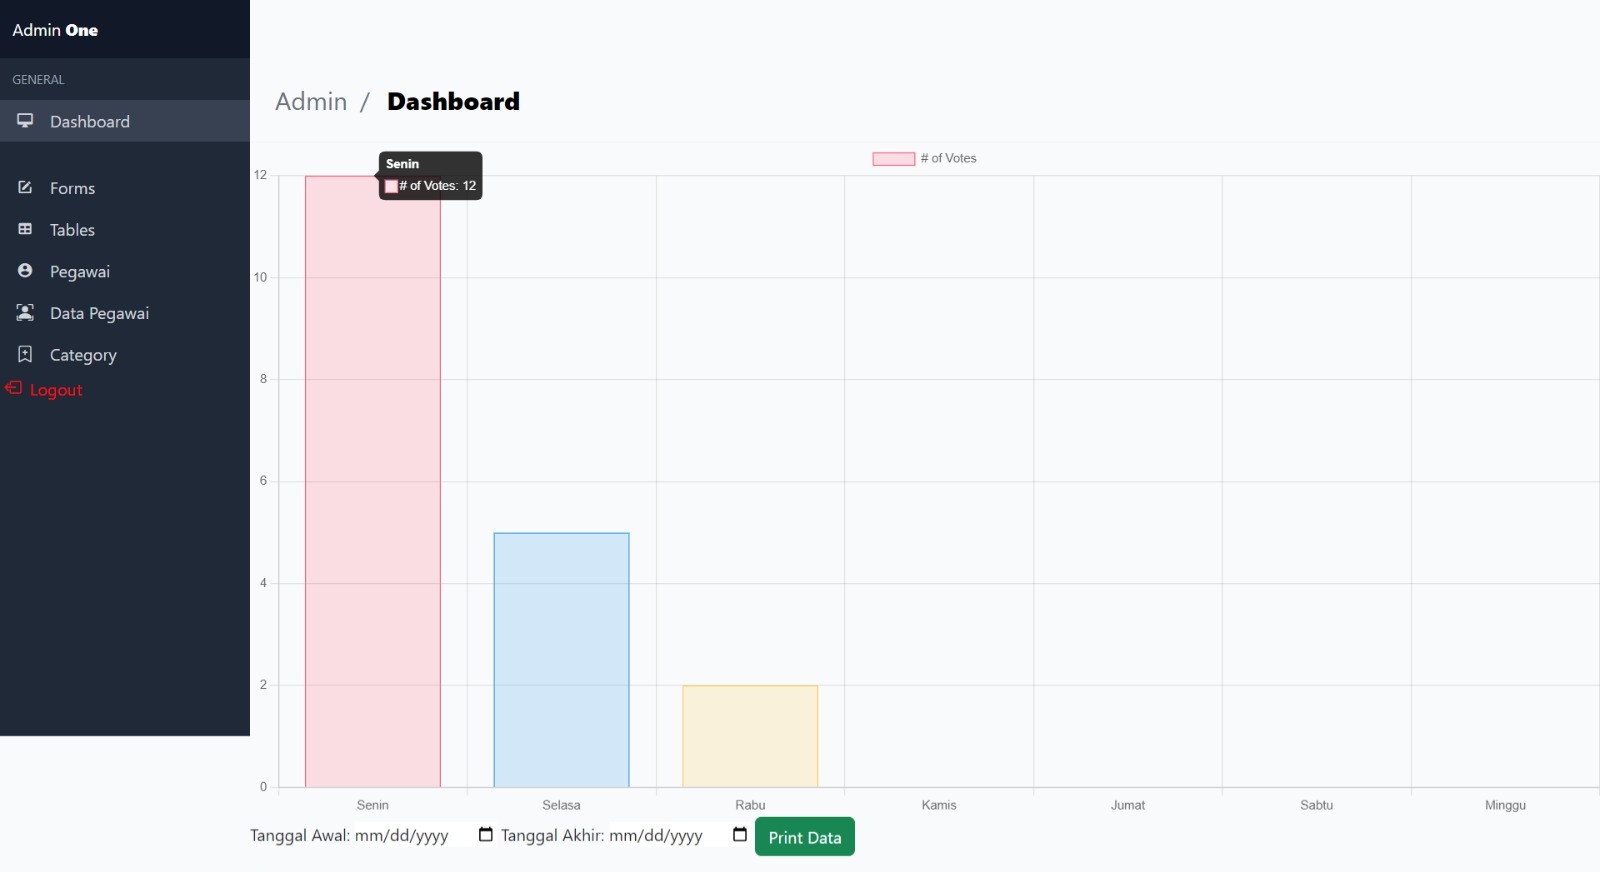 Admin One
GENERAL
Dashboard
Forms
Tables
Pegawai
Data Pegawai
Category
Logout
Admin / Dashboard
# of Votes
Senin
# of Votes: 12
12
10
8
6
4
2
0
Senin Selasa Rabu Kamis Jumat Sabtu Minggu
Tanggal Awal: mm/dd/yyyy Tanggal Akhir: mm/dd/yyyy Print Data